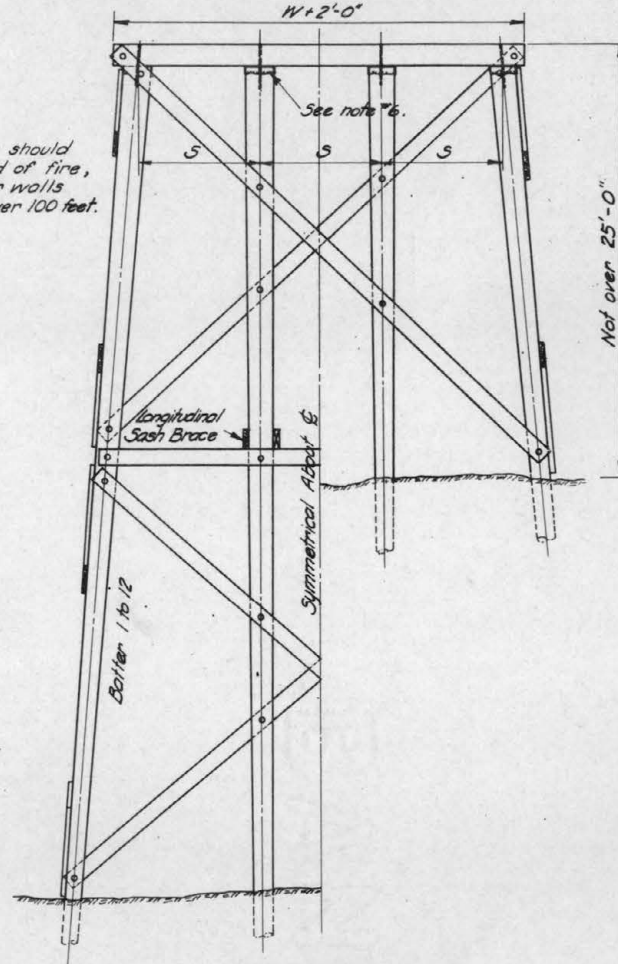 W + 2'-0"
See note #6.
should
d of fire,
r walls
ver 100 feet.
S
S
S
Not over 25'-0"
Longitudinal
Sash Brace
Symmetrical About ℄
Batter 1 to 12